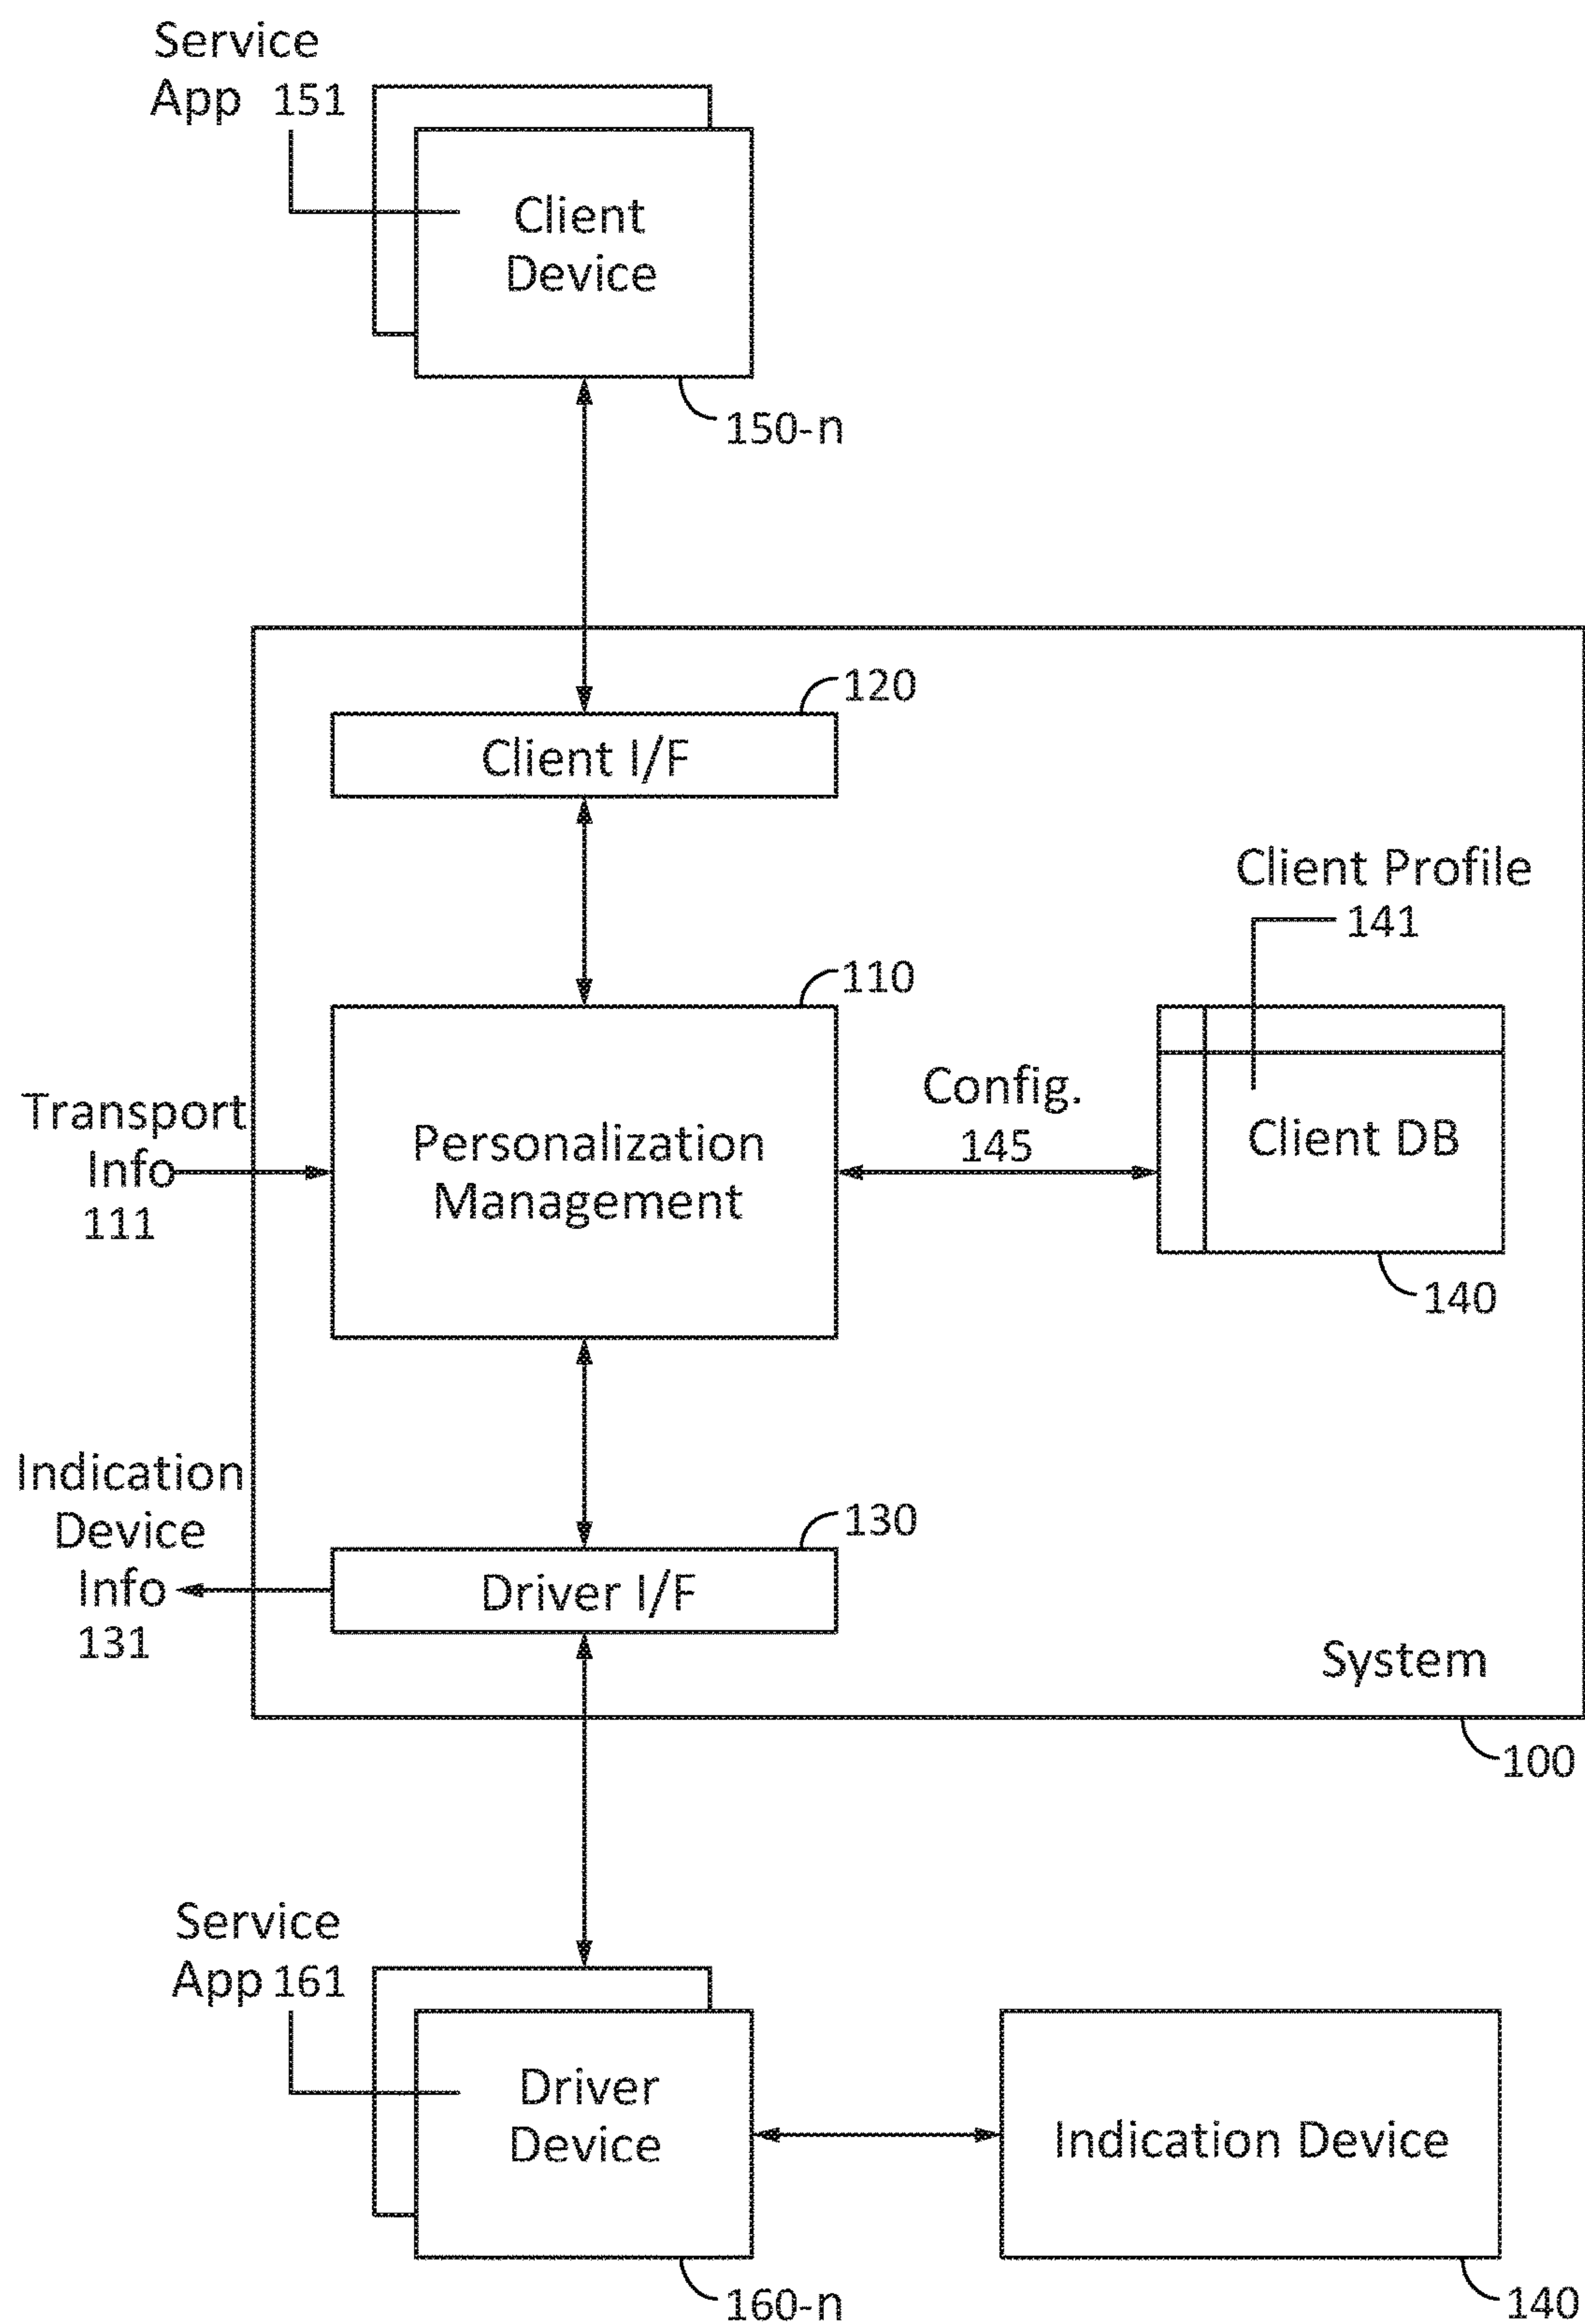 Service
App 151
Client
Device
150-n
120
Client I/F
Client Profile
141
110
Config.
145
Client DB
Transport
Info
111
Personalization
Management
140
Indication
Device
Info
131
130
Driver I/F
System
100
Service
App 161
Driver
Device
Indication Device
160-n
140